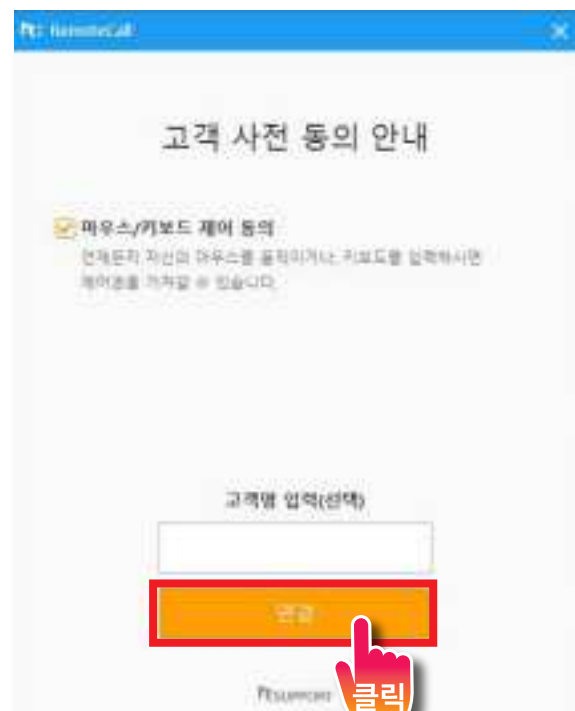 RemoteCall
고객 사전 동의 안내
마우스/키보드 제어 동의
언제든지 자신의 마우스를 움직이거나, 키보드를 입력하시면
제어권을 가져갈 수 있습니다.
고객명 입력(선택)
연결
클릭
RSUPPORT